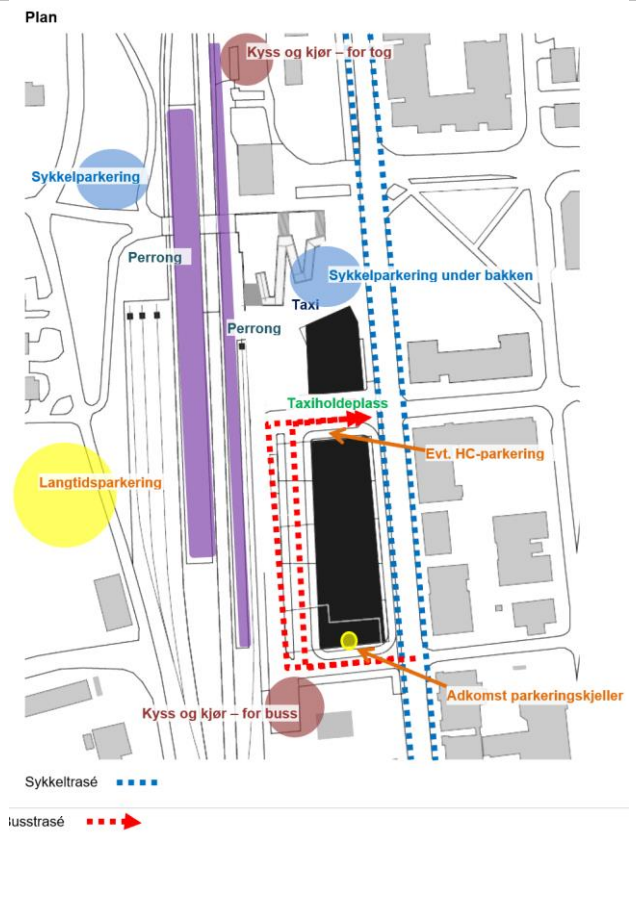 Plan
Kyss og kjør – for tog
Sykkelparkering
Perrong
Sykkelparkering under bakken
Taxi
Perrong
Taxiholdeplass
Evt. HC-parkering
Langtidsparkering
Adkomst parkeringskjeller
Kyss og kjør – for buss
Sykkeltrasé
usstrasé